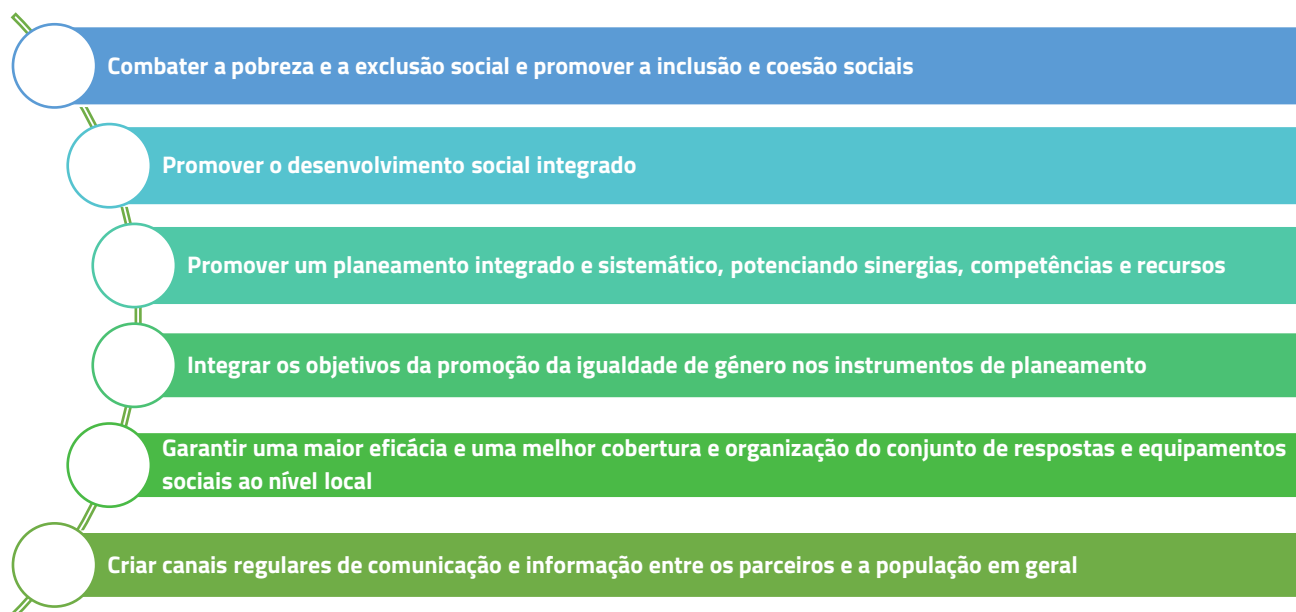 Combater a pobreza e a exclusão social e promover a inclusão e coesão sociais
Promover o desenvolvimento social integrado
Promover um planeamento integrado e sistemático, potenciando sinergias, competências e recursos
Integrar os objetivos da promoção da igualdade de género nos instrumentos de planeamento
Garantir uma maior eficácia e uma melhor cobertura e organização do conjunto de respostas e equipamentos
sociais ao nível local
Criar canais regulares de comunicação e informação entre os parceiros e a população em geral